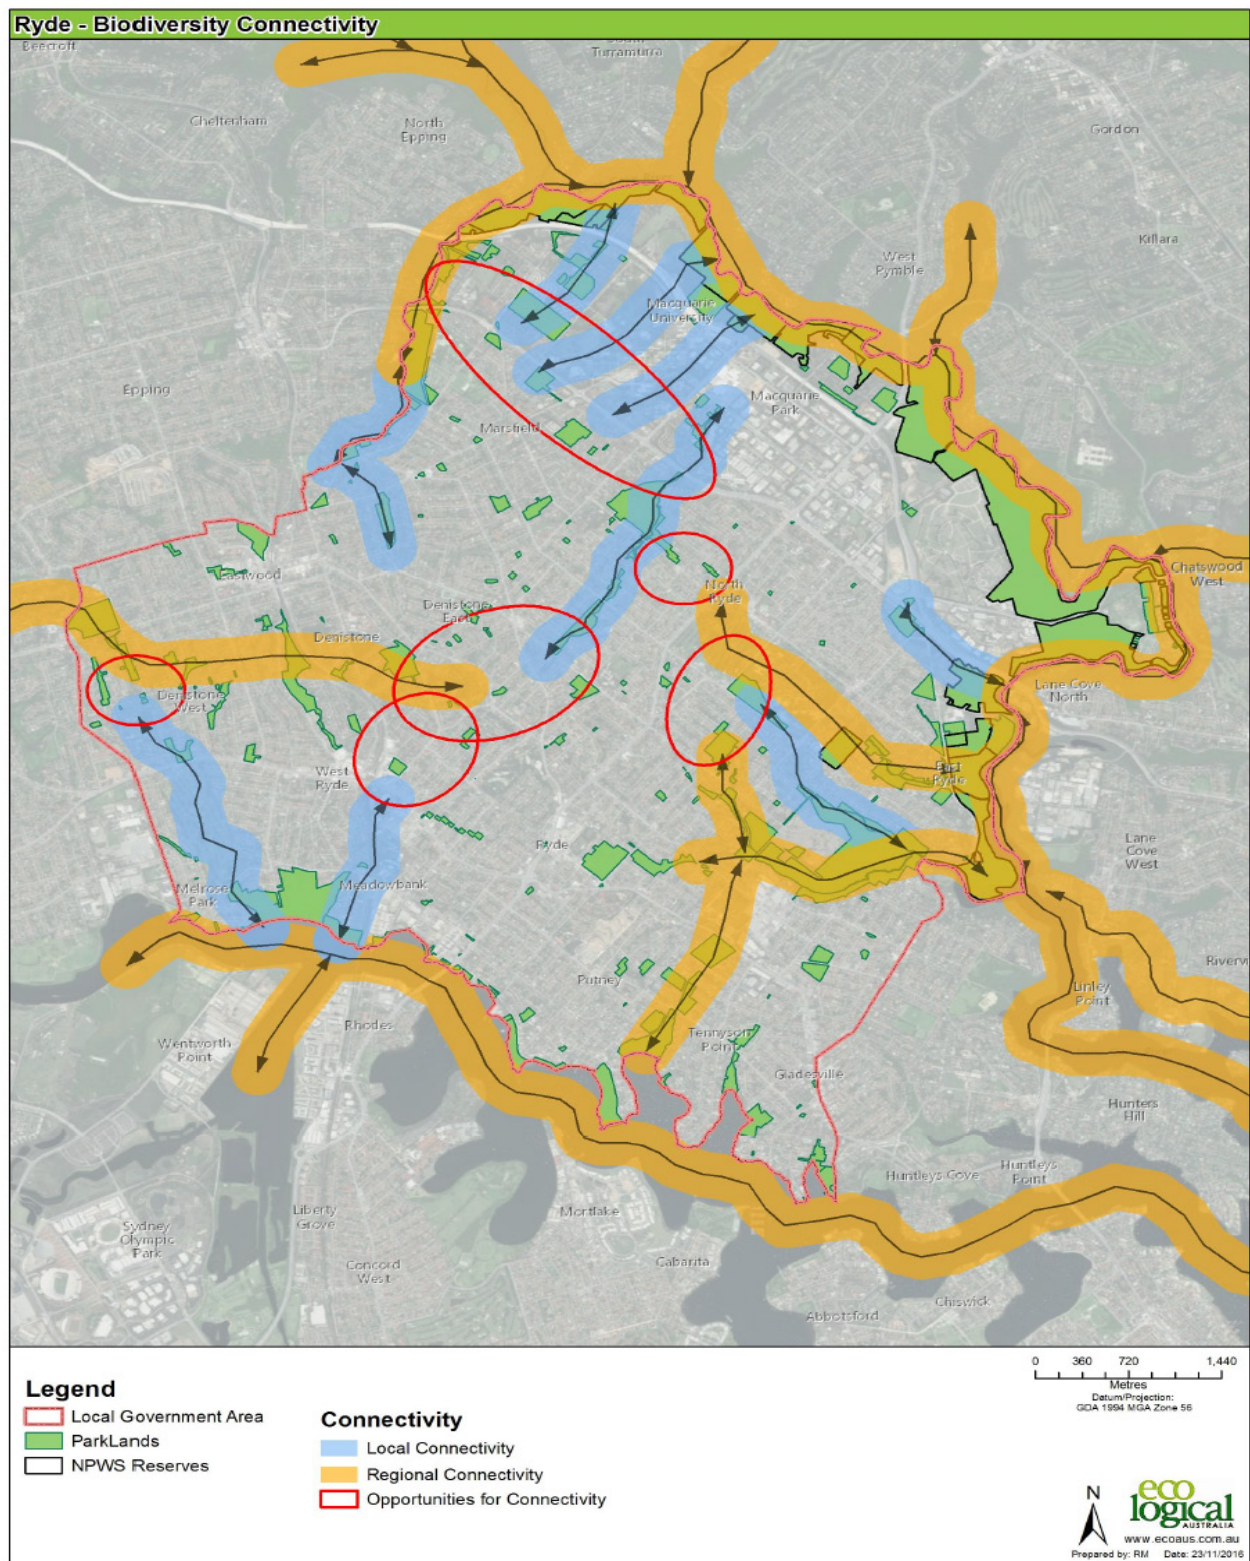 Ryde - Biodiversity Connectivity
Beecroft
South
Turramurra
Cheltenham
North
Epping
Gordon
Killara
West
Pymble
Macquarie
University
Epping
Macquarie
Park
Marsfield
Chatswood
West
Eastwood
Denistone
East
North
Ryde
Denistone
Denistone
West
Lane Cove
North
West
Ryde
East
Ryde
Lane
Cove
West
Ryde
Melrose
Park
Meadowbank
Putney
Linley
Point
Rhodes
Wentworth
Point
Tennyson
Point
Gladesville
Hunters
Hill
Huntleys Cove
Huntleys
Point
Liberty
Grove
Mortlake
Sydney
Olympic
Park
Concord
West
Cabarita
Abbotsford
Chiswick
Legend
Local Government Area
ParkLands
NPWS Reserves
Connectivity
Local Connectivity
Regional Connectivity
Opportunities for Connectivity
0 360 720 1,440
Metres
Datum/Projection:
GDA 1994 MGA Zone 56
N
eco
logical
AUSTRALIA
www.ecoaus.com.au
Prepared by: RM Date: 23/11/2016